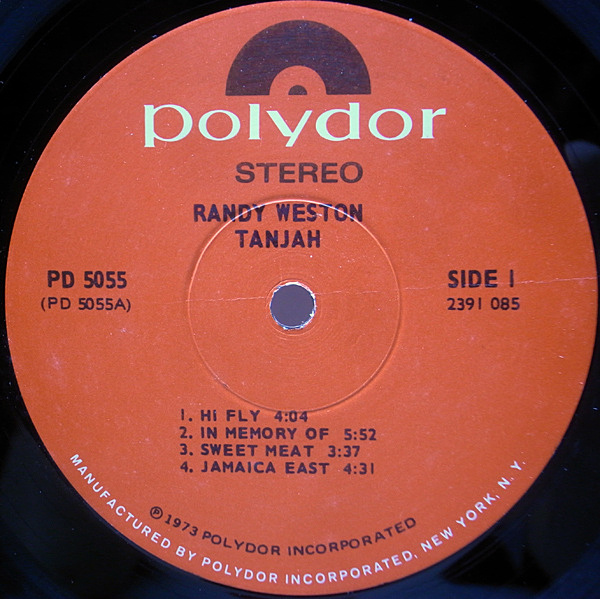 polydor
STEREO
RANDY WESTON
TANJAH
PD 5055
(PD 5055A)
SIDE 1
2391 085
1. Hi FLY 4:04
2. IN MEMORY OF 5:52
3. SWEET MEAT 3:37
4. JAMAICA EAST 4:31
℗ 1973 POLYDOR INCORPORATED
MANUFACTURED BY POLYDOR INCORPORATED, NEW YORK, N.Y.